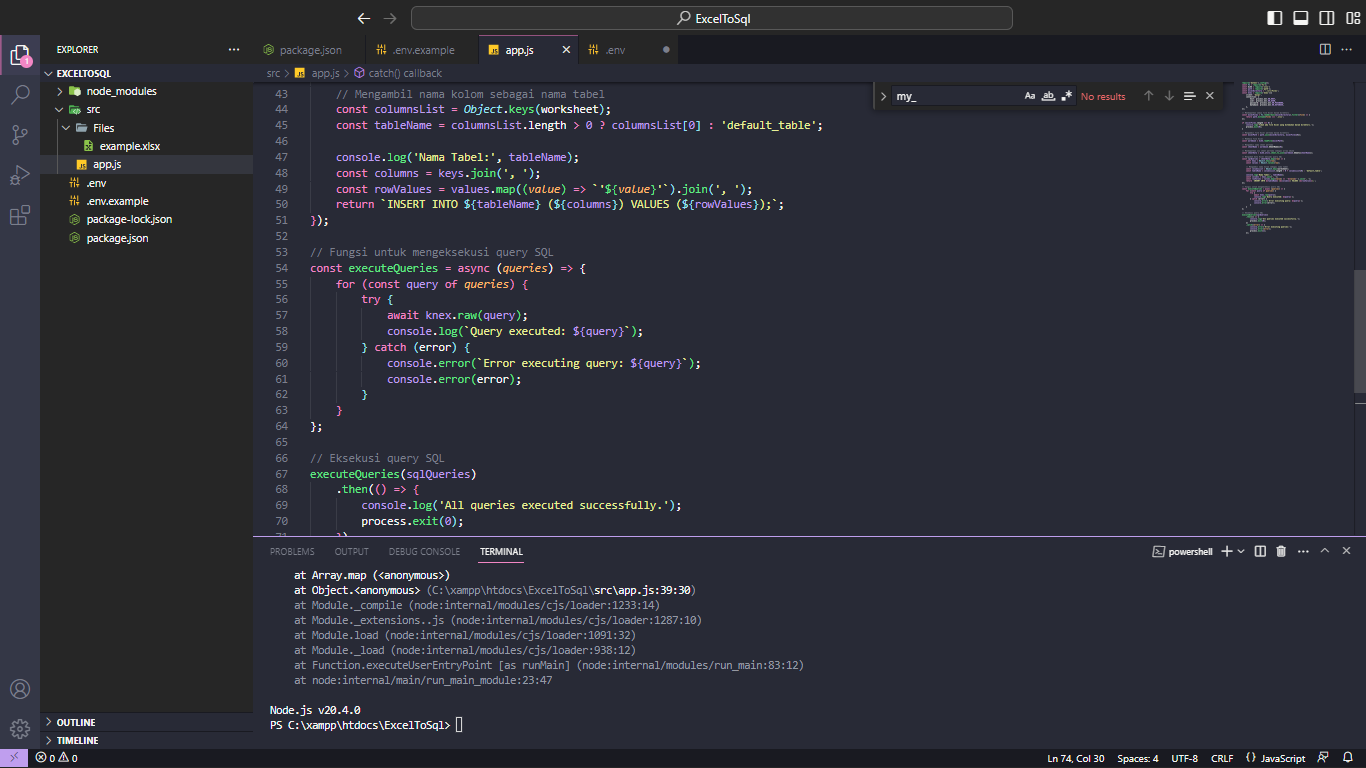 ExcelToSql
EXPLORER
package.json
.env.example
app.js
.env
1
EXCELTOSQL
node_modules
src
Files
example.xlsx
app.js
.env
.env.example
package-lock.json
package.json
src > app.js > catch() callback
my_
Aa ab .*
No results
43 // Mengambil nama kolom sebagai nama tabel
44 const columnsList = Object.keys(worksheet);
45 const tableName = columnsList.length > 0 ? columnsList[0] : 'default_table';
46
47 console.log('Nama Tabel:', tableName);
48 const columns = keys.join(', ');
49 const rowValues = values.map((value) => `'${value}'`).join(', ');
50 return `INSERT INTO ${tableName} (${columns}) VALUES (${rowValues});`;
51 });
52
53 // Fungsi untuk mengeksekusi query SQL
54 const executeQueries = async (queries) => {
55 for (const query of queries) {
56 try {
57 await knex.raw(query);
58 console.log(`Query executed: ${query}`);
59 } catch (error) {
60 console.error(`Error executing query: ${query}`);
61 console.error(error);
62 }
63 }
64 };
65
66 // Eksekusi query SQL
67 executeQueries(sqlQueries)
68 .then(() => {
69 console.log('All queries executed successfully.');
70 process.exit(0);
PROBLEMS OUTPUT DEBUG CONSOLE TERMINAL
powershell
at Array.map (<anonymous>)
at Object.<anonymous> (C:\xampp\htdocs\ExcelToSql\src\app.js:39:30)
at Module._compile (node:internal/modules/cjs/loader:1233:14)
at Module._extensions..js (node:internal/modules/cjs/loader:1287:10)
at Module.load (node:internal/modules/cjs/loader:1091:32)
at Module._load (node:internal/modules/cjs/loader:938:12)
at Function.executeUserEntryPoint [as runMain] (node:internal/modules/run_main:83:12)
at node:internal/main/run_main_module:23:47
Node.js v20.4.0
PS C:\xampp\htdocs\ExcelToSql>
OUTLINE
TIMELINE
0 0
Ln 74, Col 30 Spaces: 4 UTF-8 CRLF {} JavaScript